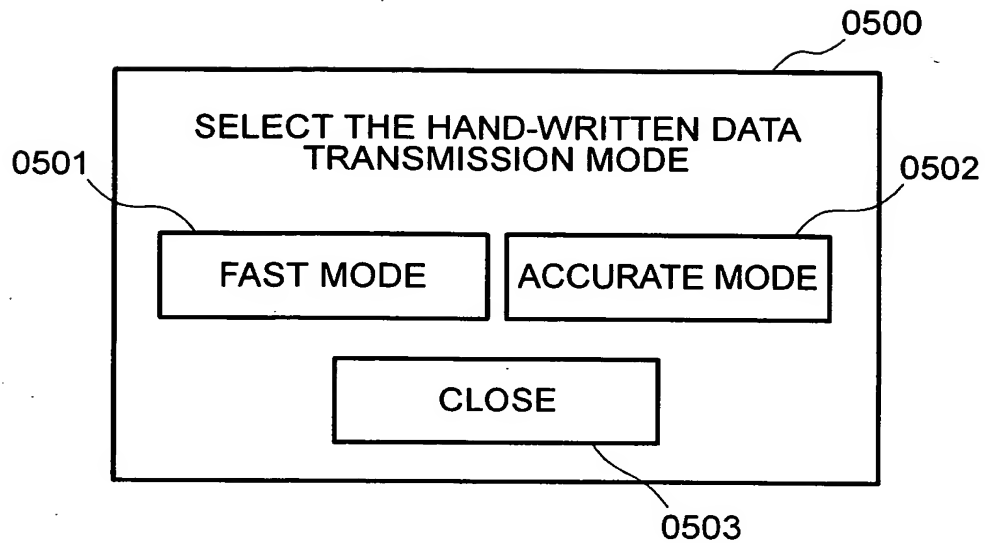 0500
SELECT THE HAND-WRITTEN DATA
TRANSMISSION MODE
0501
0502
FAST MODE
ACCURATE MODE
CLOSE
0503